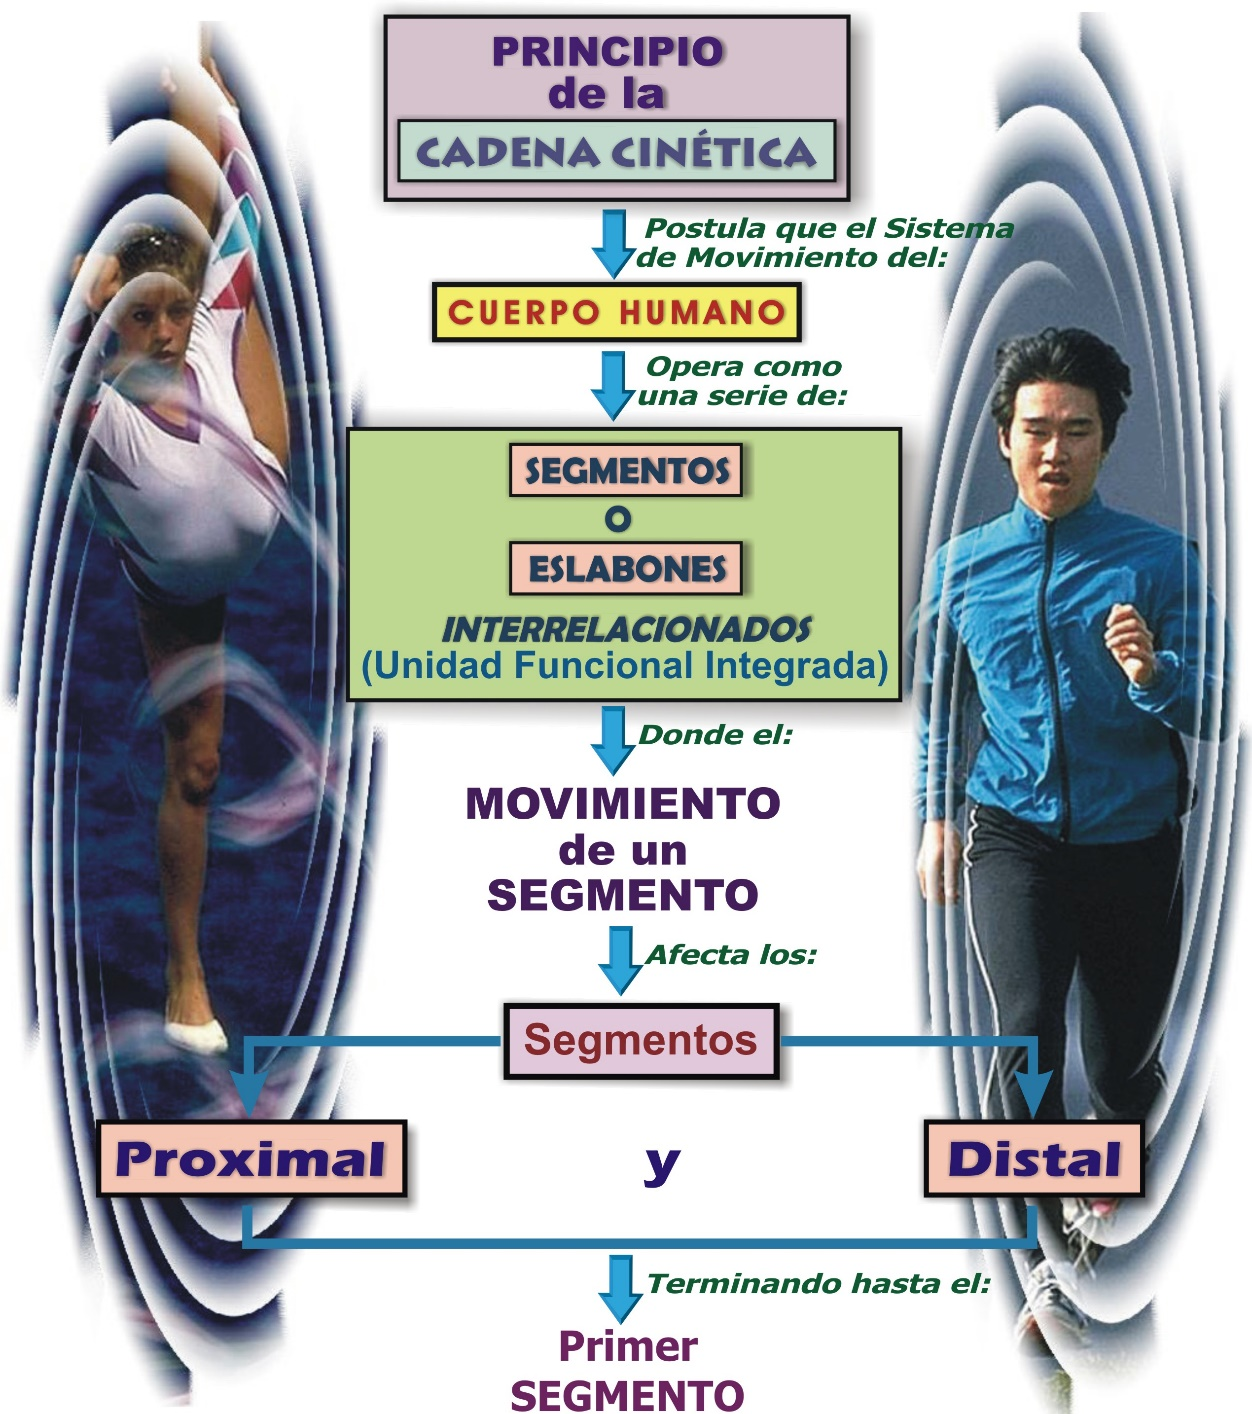 PRINCIPIO
de la
CADENA CINÉTICA
Postula que el Sistema
de Movimiento del:
CUERPO HUMANO
Opera como
una serie de:
SEGMENTOS
O
ESLABONES
INTERRELACIONADOS
(Unidad Funcional Integrada)
Donde el:
MOVIMIENTO
de un
SEGMENTO
Afecta los:
Segmentos
Proximal
y
Distal
Terminando hasta el:
Primer
SEGMENTO